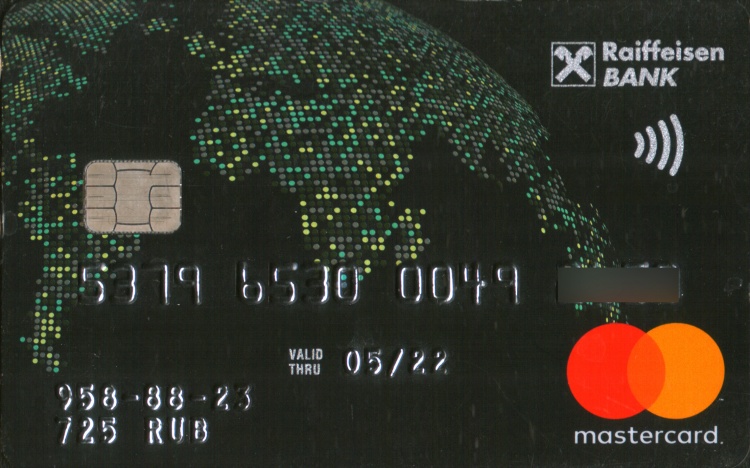 Raiffeisen
BANK
5379 6530 0049
VALID
THRU 05/22
958-88-23
725 RUB
mastercard.